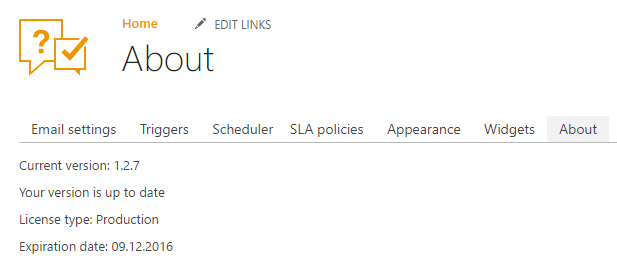 Home EDIT LINKS
About
Email settings Triggers Scheduler SLA policies Appearance Widgets About
Current version: 1.2.7
Your version is up to date
License type: Production
Expiration date: 09.12.2016